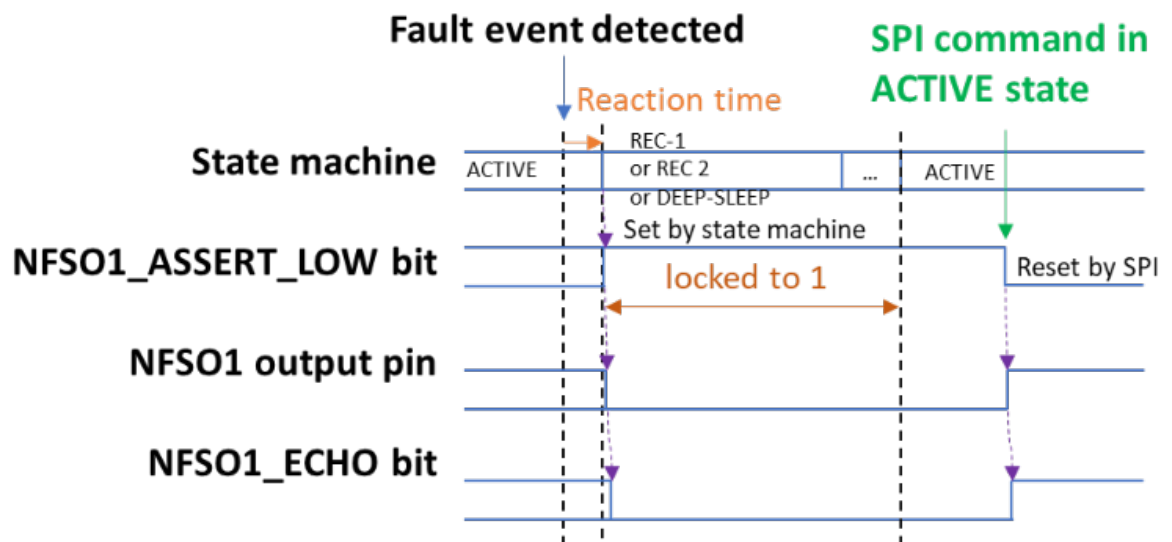 Fault event detected
SPI command in
ACTIVE state
Reaction time
State machine
ACTIVE
REC-1
or REC 2
or DEEP-SLEEP
...
ACTIVE
Set by state machine
NFSO1_ASSERT_LOW bit
locked to 1
Reset by SPI
NFSO1 output pin
NFSO1_ECHO bit